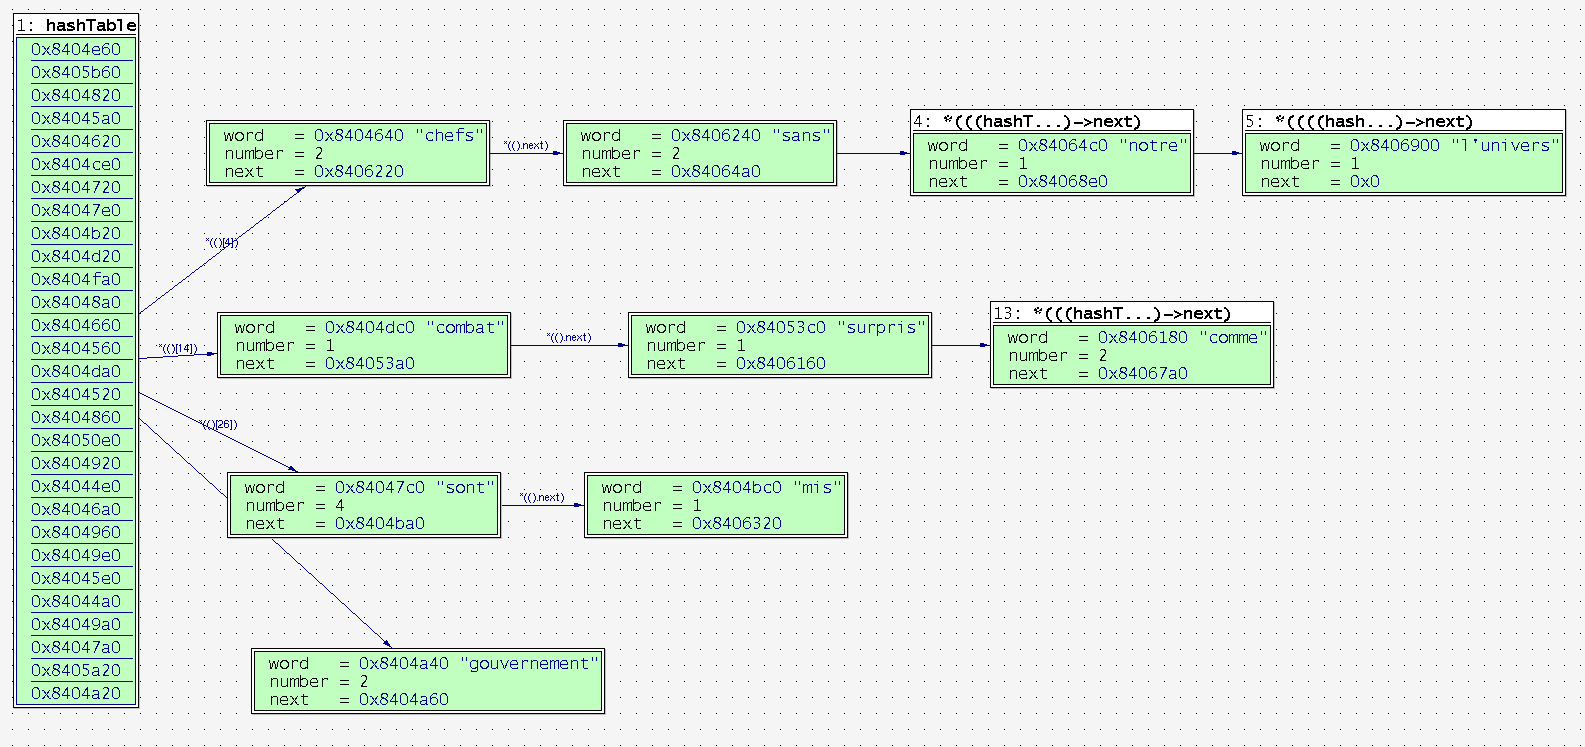 1: hashTable
0x8404e60
0x8405b60
0x8404820
0x84045a0
0x8404620
0x8404ce0
0x8404720
0x84047e0
0x8404b20
0x8404d20
0x8404fa0
0x84048a0
0x8404660
0x8404560
0x8404da0
0x8404520
0x8404860
0x84050e0
0x8404920
0x84044e0
0x84046a0
0x8404960
0x84049e0
0x84045e0
0x84044a0
0x84049a0
0x84047a0
0x8405a20
0x8404a20
*(()[4])
word = 0x8404640 "chefs"
number = 2
next = 0x8406220
*(().next)
word = 0x8406240 "sans"
number = 2
next = 0x84064a0
4: *(((hashT...)->next)
word = 0x84064c0 "notre"
number = 1
next = 0x84068e0
5: *((((hash...)->next)
word = 0x8406900 "l'univers"
number = 1
next = 0x0
*(()[14])
word = 0x8404dc0 "combat"
number = 1
next = 0x84053a0
*(().next)
word = 0x84053c0 "surpris"
number = 1
next = 0x8406160
13: *(((hashT...)->next)
word = 0x8406180 "comme"
number = 2
next = 0x84067a0
*(()[26])
word = 0x84047c0 "sont"
number = 4
next = 0x8404ba0
*(().next)
word = 0x8404bc0 "mis"
number = 1
next = 0x8406320
word = 0x8404a40 "gouvernement"
number = 2
next = 0x8404a60